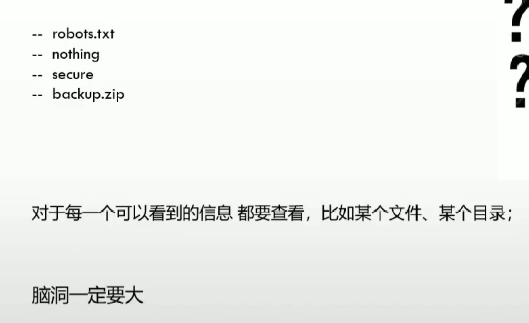 -- robots.txt
-- nothing
-- secure
-- backup.zip
?
?
对于每一个可以看到的信息 都要查看，比如某个文件、某个目录；
脑洞一定要大